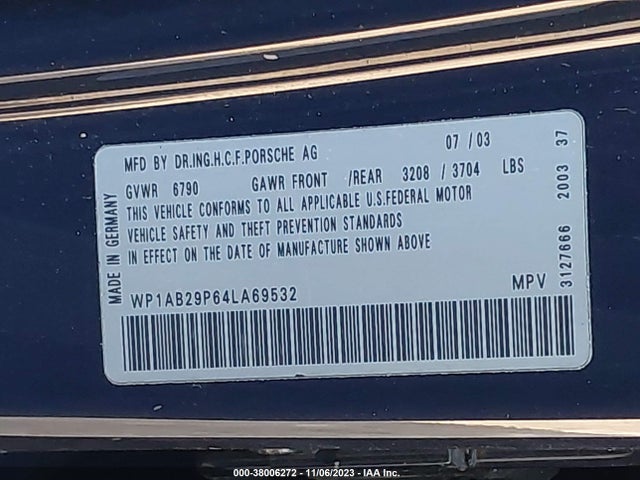 MFD BY DR.ING.H.C.F.PORSCHE AG 07 / 03
GVWR 6790 GAWR FRONT /REAR 3208 / 3704 LBS
THIS VEHICLE CONFORMS TO ALL APPLICABLE U.S.FEDERAL MOTOR
VEHICLE SAFETY AND THEFT PREVENTION STANDARDS
IN EFFECT ON THE DATE OF MANUFACTURE SHOWN ABOVE
WP1AB29P64LA69532 MPV
MADE IN GERMANY
3127666 2003 37
000-38006272 - 11/06/2023 - IAA Inc.